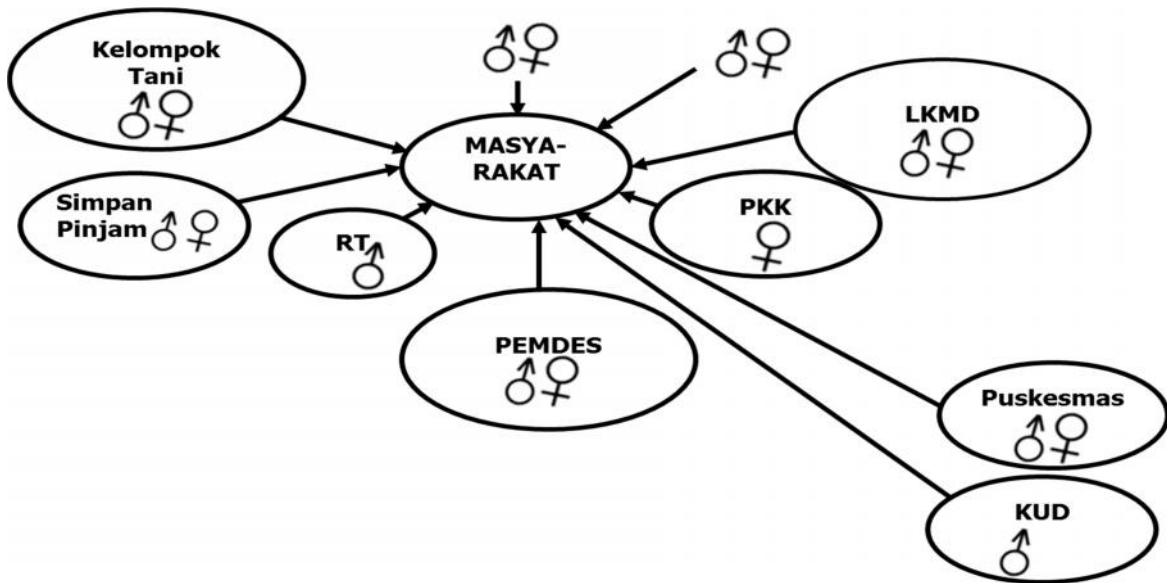 Kelompok
Tani
LKMD
MASYA-
RAKAT
Simpan
Pinjam
PKK
RT
PEMDES
Puskesmas
KUD